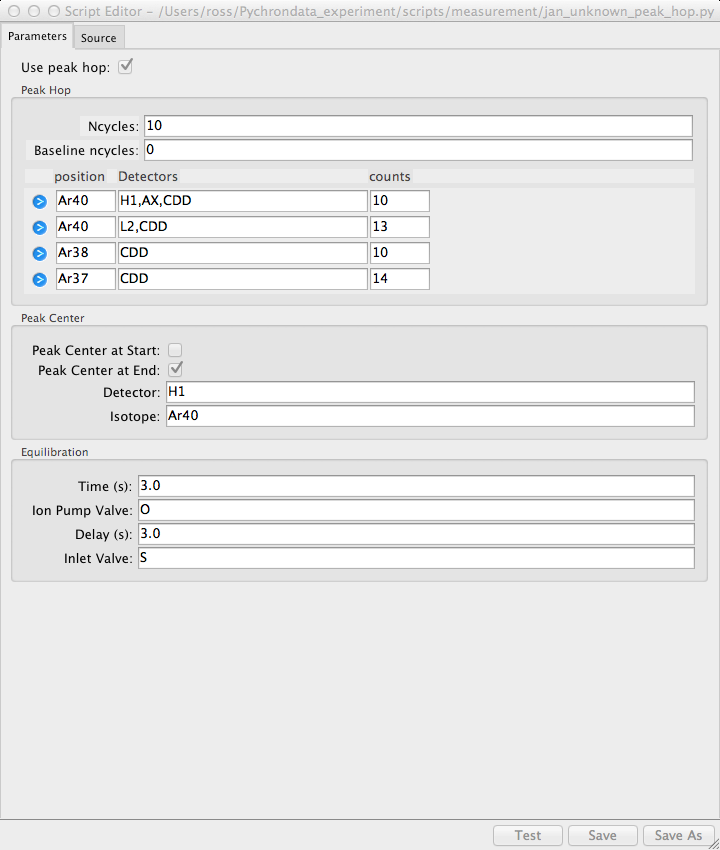 Script Editor – /Users/ross/Pychrondata_experiment/scripts/measurement/jan_unknown_peak_hop.py
Parameters Source
Use peak hop:
Peak Hop
Ncycles: 10
Baseline ncycles: 0
position Detectors counts
Ar40 H1,AX,CDD 10
Ar40 L2,CDD 13
Ar38 CDD 10
Ar37 CDD 14
Peak Center
Peak Center at Start:
Peak Center at End:
Detector: H1
Isotope: Ar40
Equilibration
Time (s): 3.0
Ion Pump Valve: O
Delay (s): 3.0
Inlet Valve: S
Test Save Save As